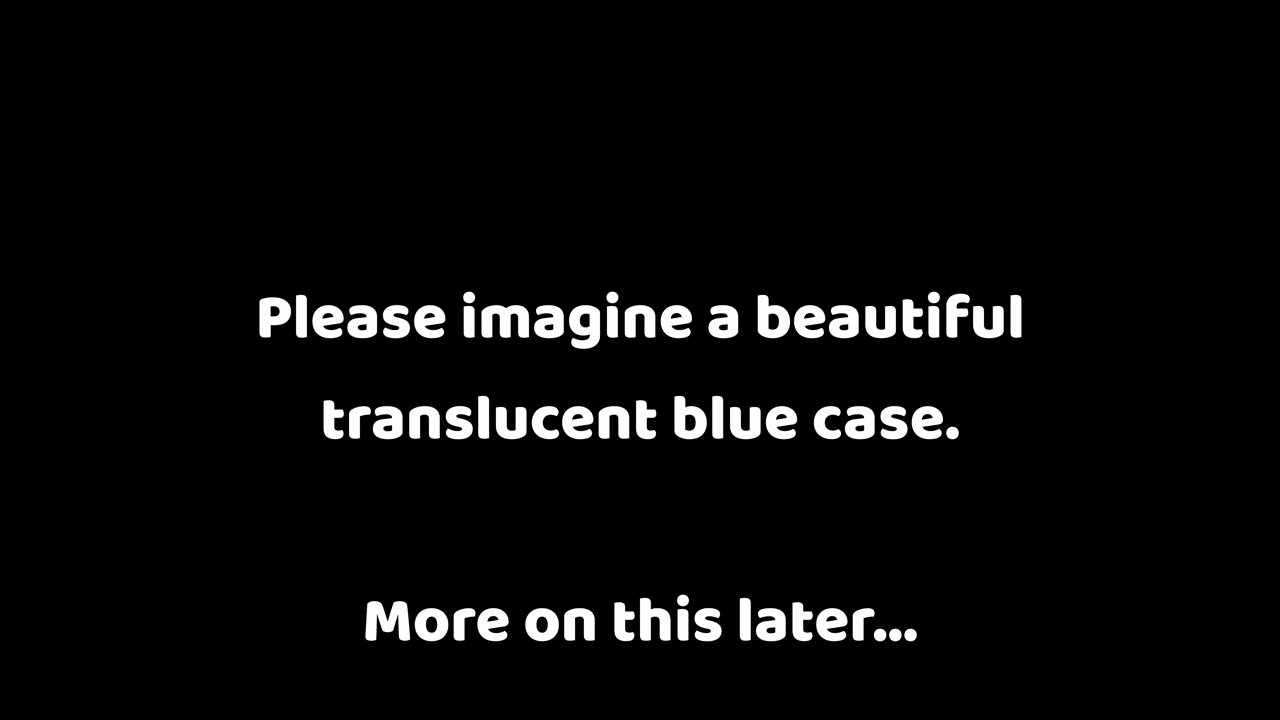 Please imagine a beautiful
translucent blue case.
More on this later...